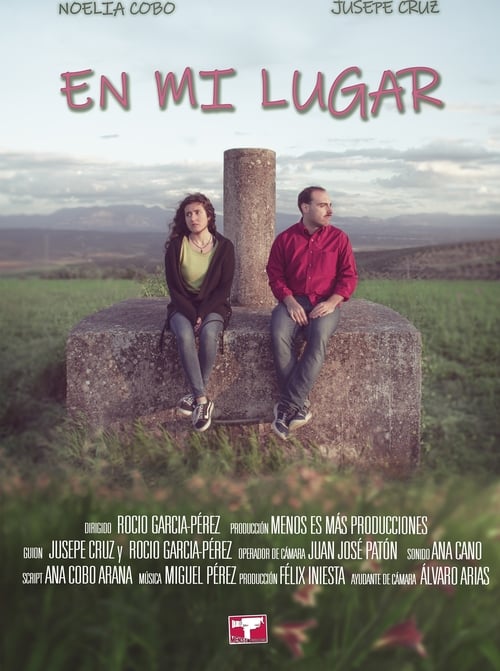 NOELIA COBO JUSEPE CRUZ
EN MI LUGAR
DIRIGIDO ROCIO GARCIA-PÉREZ PRODUCCIÓN MENOS ES MÁS PRODUCCIONES
GUION JUSEPE CRUZ y ROCIO GARCIA-PÉREZ OPERADOR DE CÁMARA JUAN JOSÉ PATÓN SONIDO ANA CANO
SCRIPT ANA COBO ARANA MÚSICA MIGUEL PÉREZ PRODUCCIÓN FÉLIX INIESTA AYUDANTE DE CÁMARA ÁLVARO ARIAS